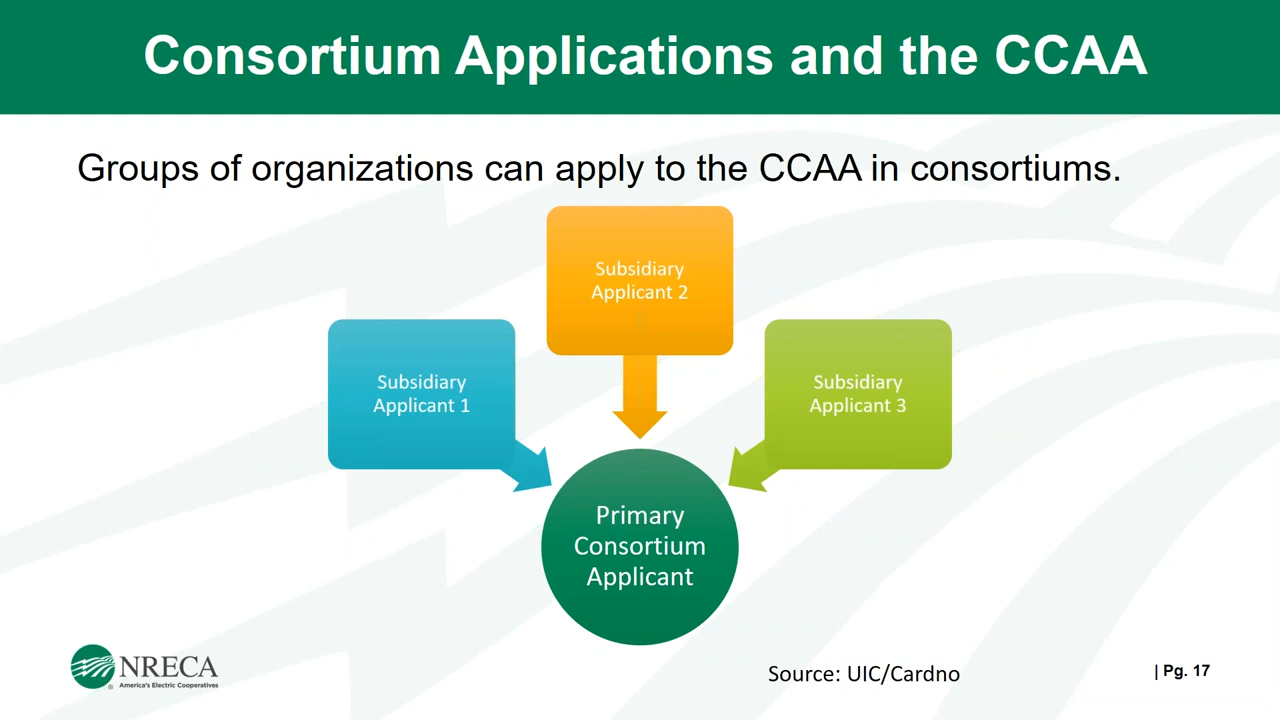 Consortium Applications and the CCAA
Groups of organizations can apply to the CCAA in consortiums.
Subsidiary
Applicant 2
Subsidiary
Applicant 1
Subsidiary
Applicant 3
Primary
Consortium
Applicant
NRECA
America's Electric Cooperatives
®
Source: UIC/Cardno
| Pg. 17